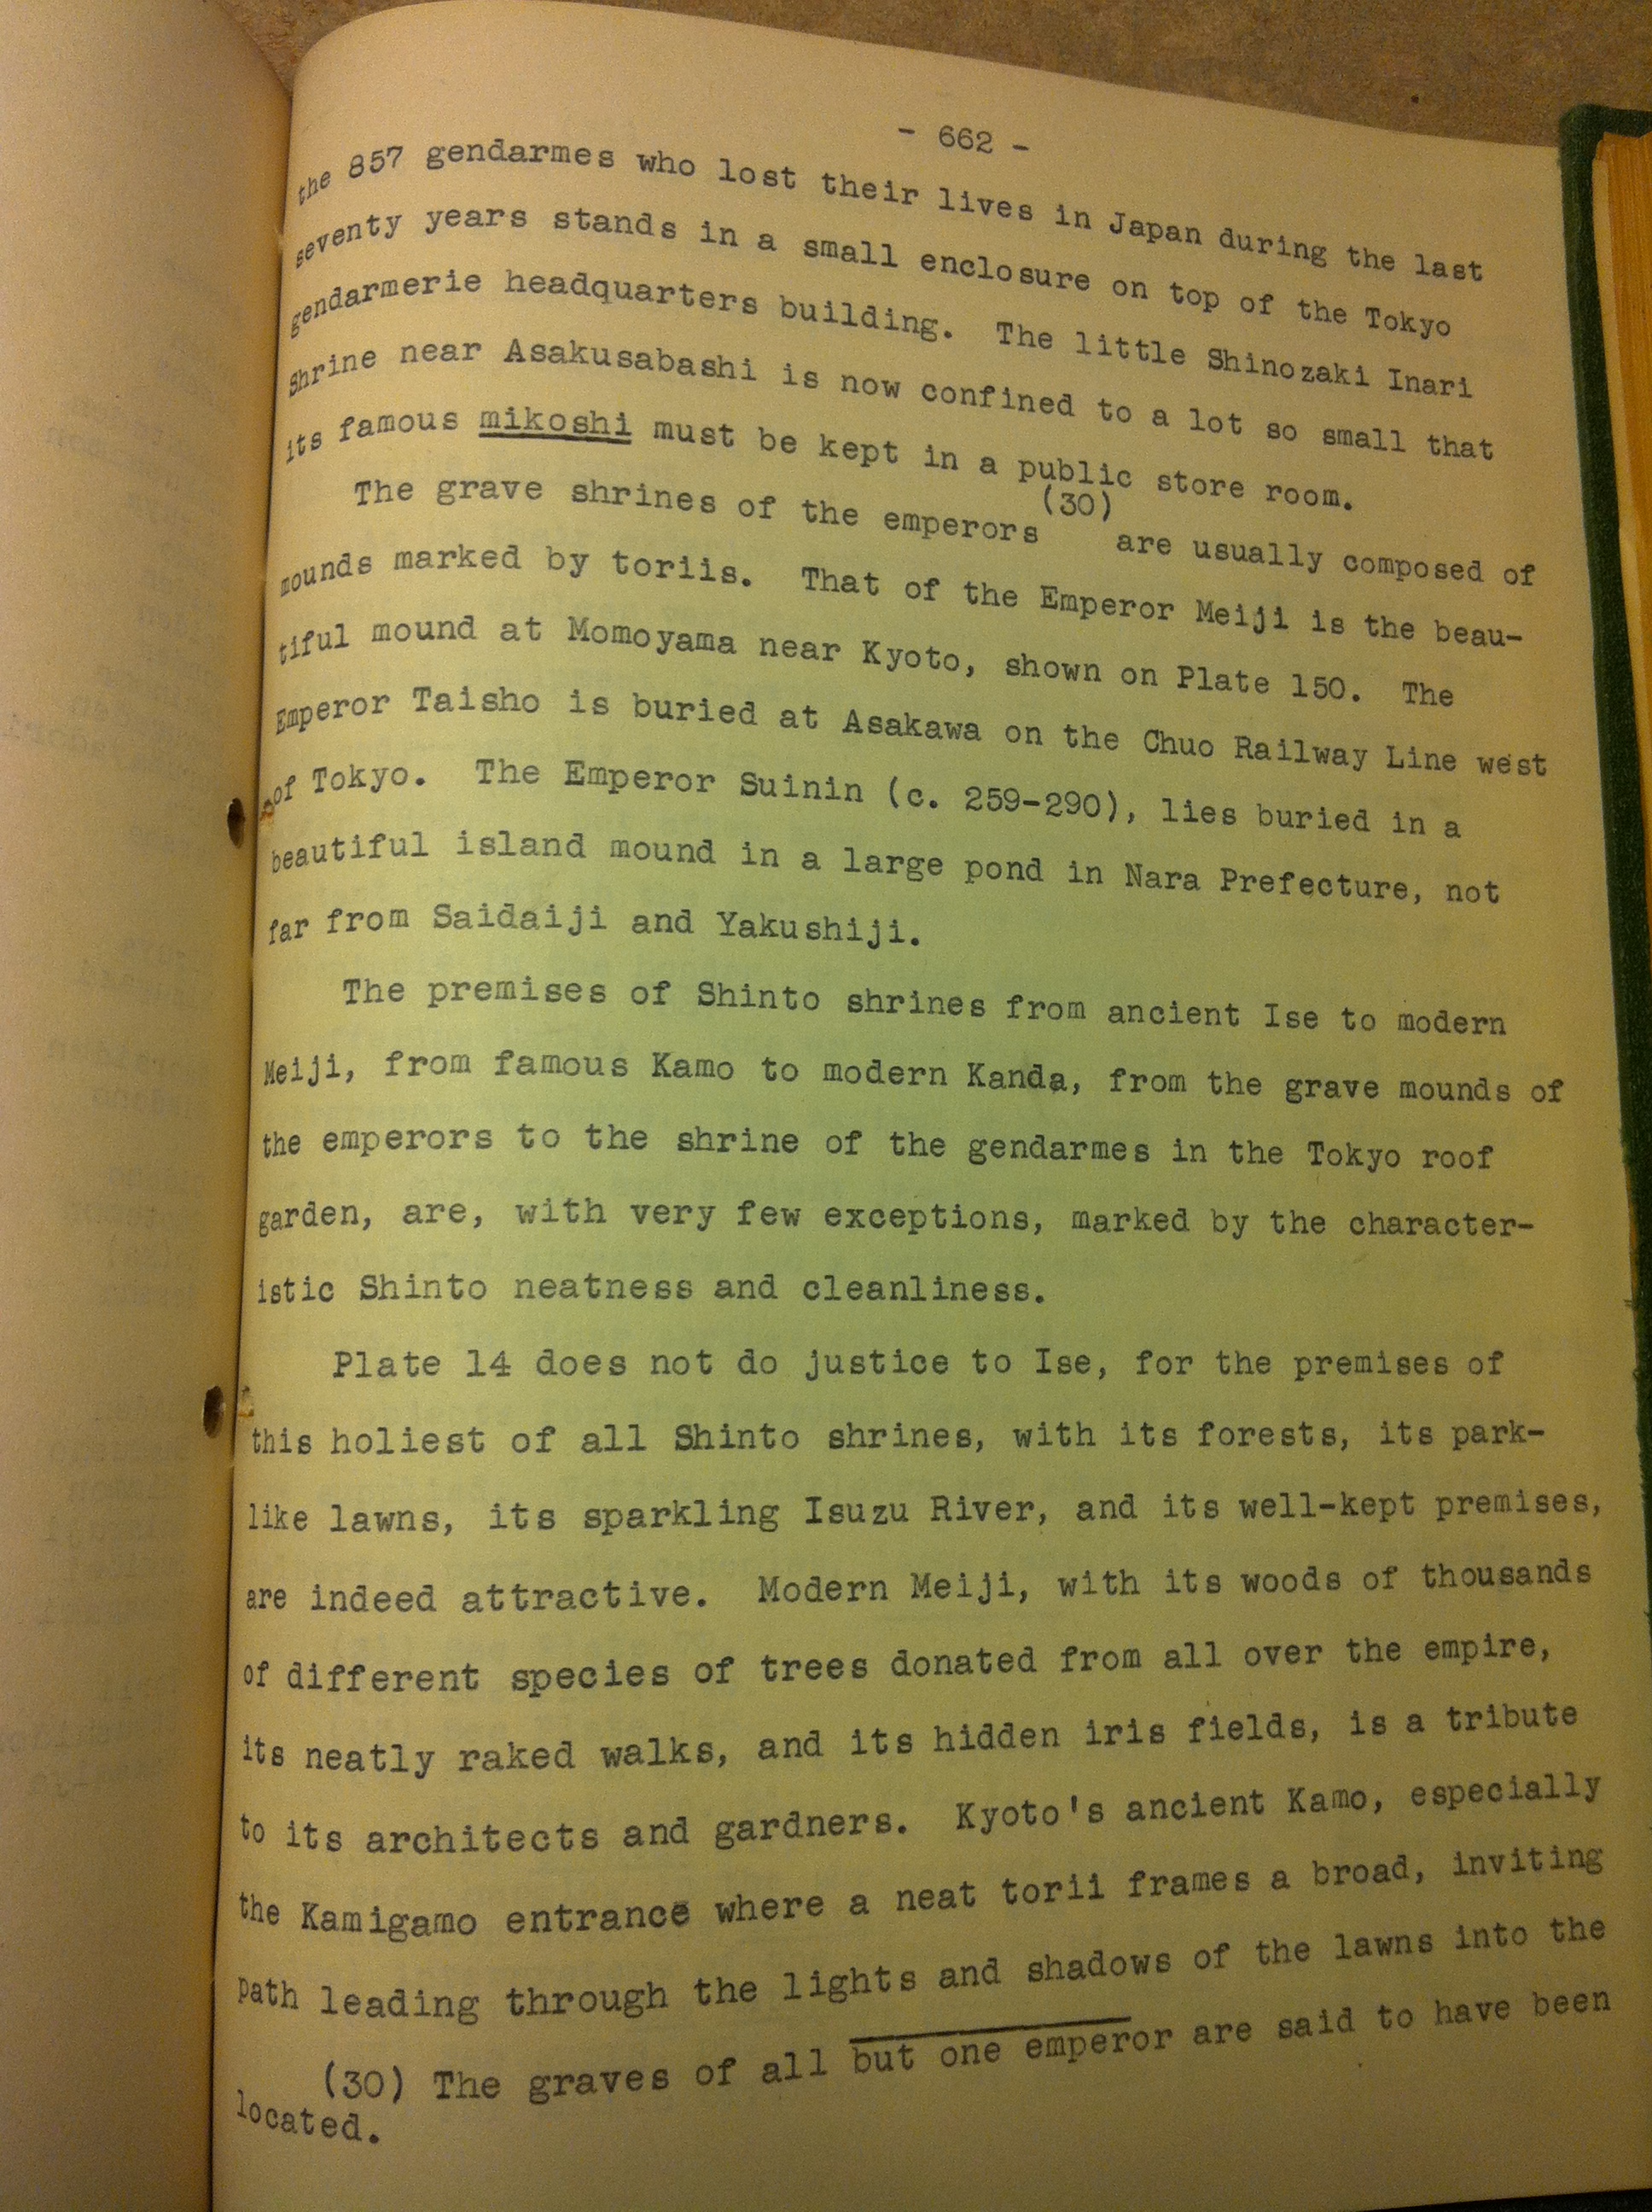 - 662 -
the 857 gendarmes who lost their lives in Japan during the last
seventy years stands in a small enclosure on top of the Tokyo
gendarmerie headquarters building. The little Shinozaki Inari
Shrine near Asakusabashi is now confined to a lot so small that
its famous mikoshi must be kept in a public store room.
The grave shrines of the emperors (30) are usually composed of
mounds marked by toriis. That of the Emperor Meiji is the beau-
tiful mound at Momoyama near Kyoto, shown on Plate 150. The
Emperor Taisho is buried at Asakawa on the Chuo Railway Line west
of Tokyo. The Emperor Suinin (c. 259-290), lies buried in a
beautiful island mound in a large pond in Nara Prefecture, not
far from Saidaiji and Yakushiji.
The premises of Shinto shrines from ancient Ise to modern
Meiji, from famous Kamo to modern Kanda, from the grave mounds of
the emperors to the shrine of the gendarmes in the Tokyo roof
garden, are, with very few exceptions, marked by the character-
istic Shinto neatness and cleanliness.
Plate 14 does not do justice to Ise, for the premises of
this holiest of all Shinto shrines, with its forests, its park-
like lawns, its sparkling Isuzu River, and its well-kept premises,
are indeed attractive. Modern Meiji, with its woods of thousands
of different species of trees donated from all over the empire,
its neatly raked walks, and its hidden iris fields, is a tribute
to its architects and gardners. Kyoto's ancient Kamo, especially
the Kamigamo entrance where a neat torii frames a broad, inviting
path leading through the lights and shadows of the lawns into the
(30) The graves of all but one emperor are said to have been
located.